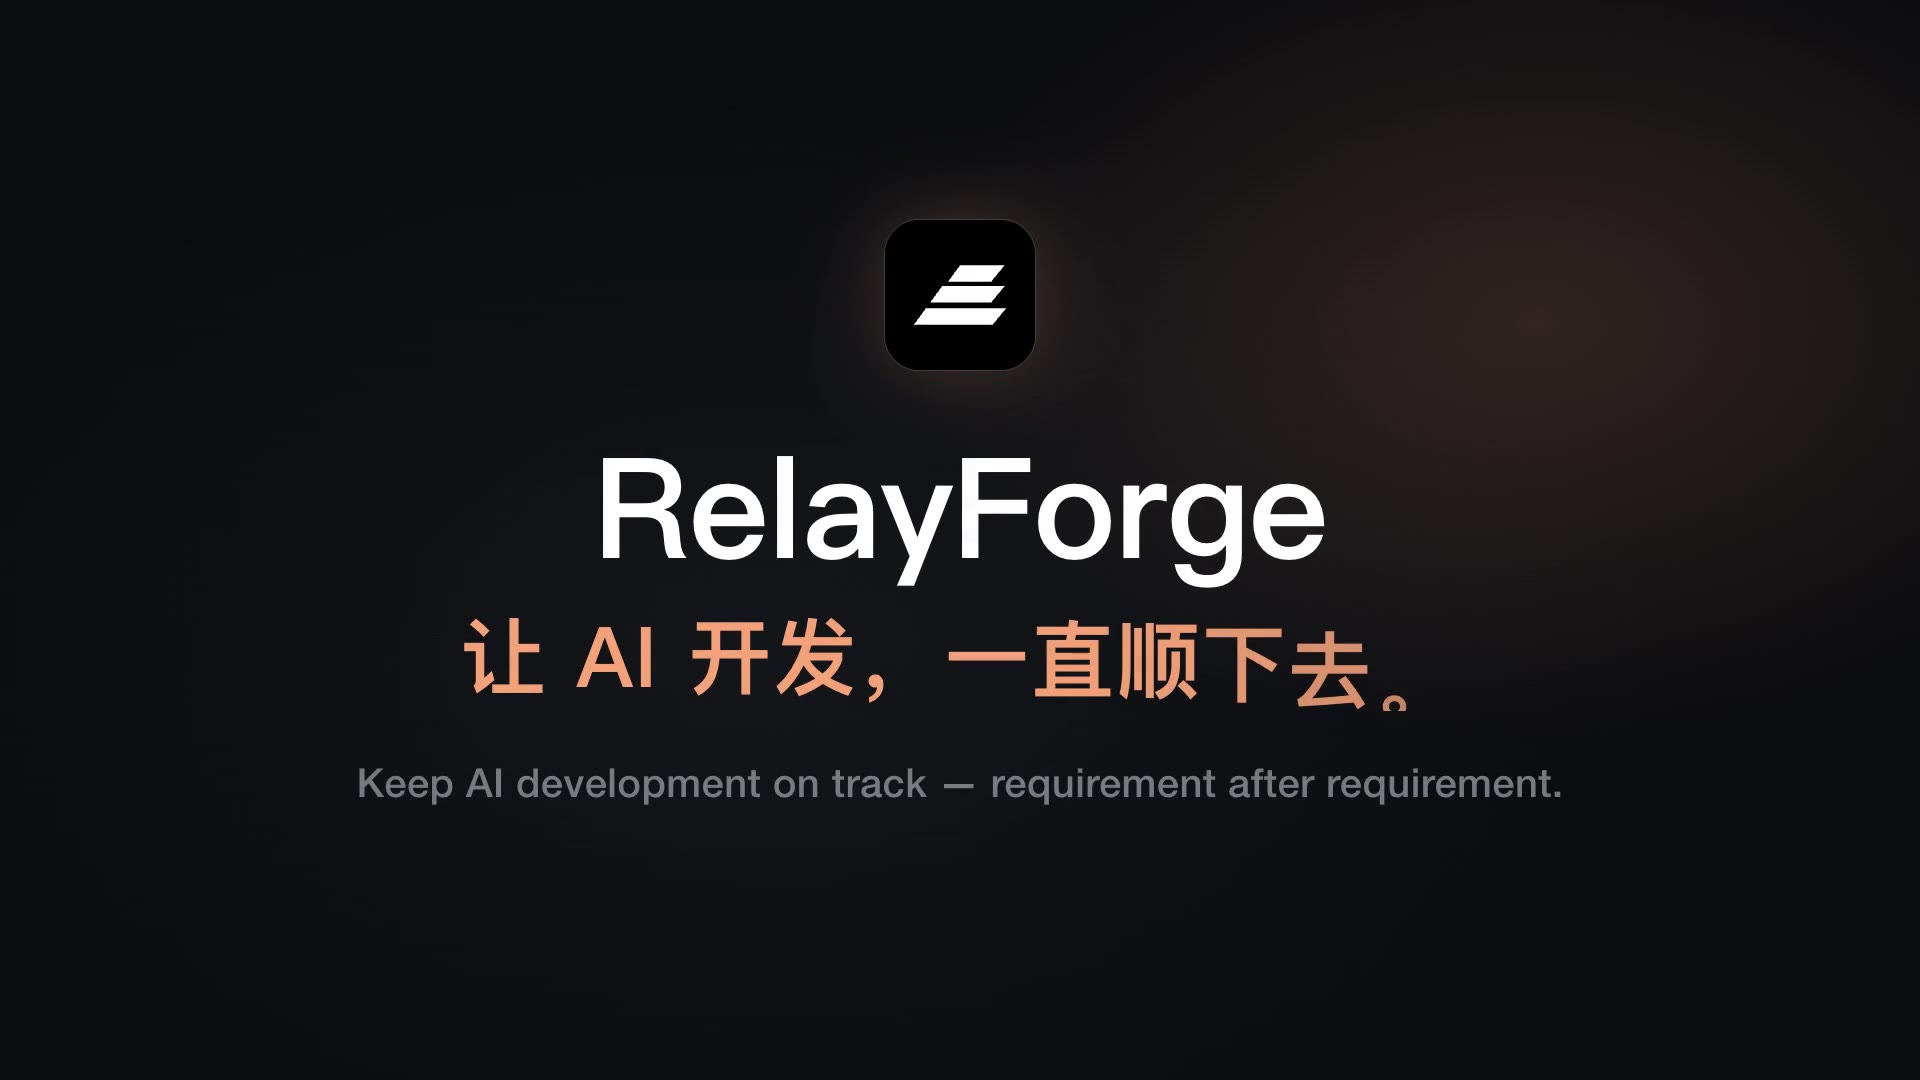 RelayForge
让 AI 开发，一直顺下去。
Keep AI development on track — requirement after requirement.